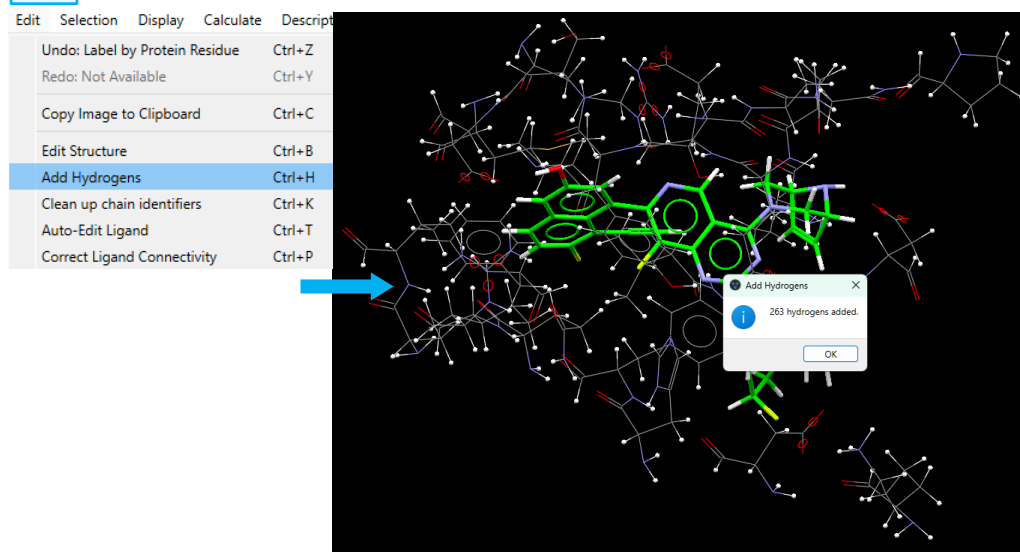 Edit Selection Display Calculate Descript
Undo: Label by Protein Residue Ctrl+Z
Redo: Not Available Ctrl+Y
Copy Image to Clipboard Ctrl+C
Edit Structure Ctrl+B
Add Hydrogens Ctrl+H
Clean up chain identifiers Ctrl+K
Auto-Edit Ligand Ctrl+T
Correct Ligand Connectivity Ctrl+P
Add Hydrogens
263 hydrogens added.
OK